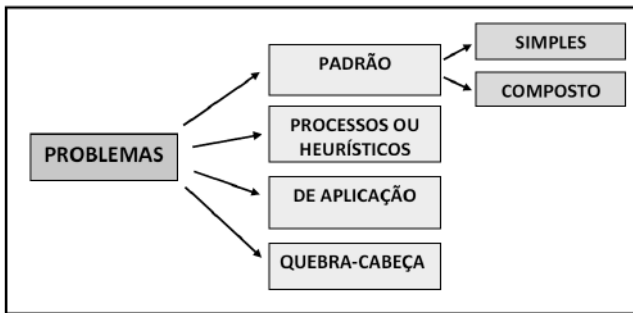 PROBLEMAS
PADRÃO
SIMPLES
COMPOSTO
PROCESSOS OU
HEURÍSTICOS
DE APLICAÇÃO
QUEBRA-CABEÇA